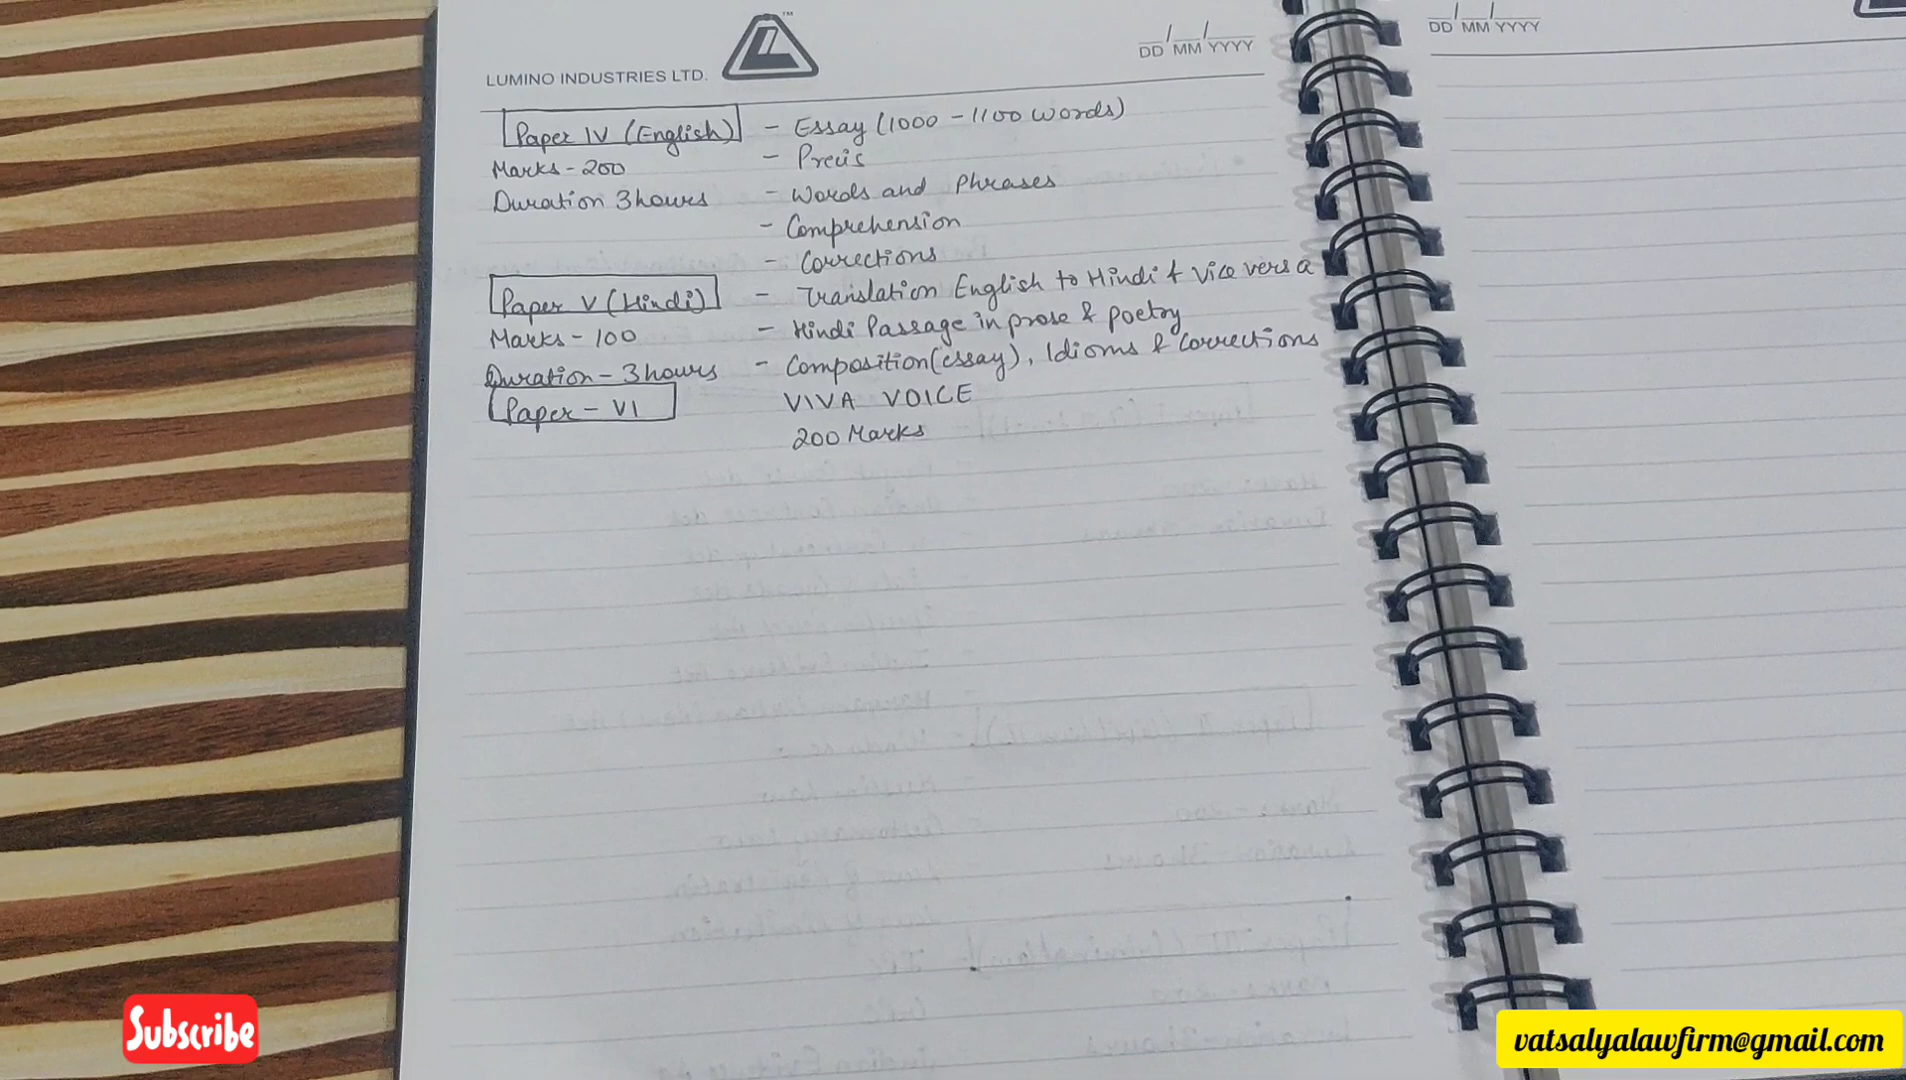 LUMINO INDUSTRIES LTD.
™
DD / MM / YYYY
DD / MM / YYYY
Paper IV (English) - Essay (1000 - 1100 words)
Marks - 200 - Precis
Duration 3 hours - Words and Phrases
- Comprehension
- Corrections
Paper V (Hindi) - Translation English to Hindi & Vice versa
Marks - 100 - Hindi Passage in prose & poetry
Duration - 3 hours - Composition (essay), Idioms & Corrections
Paper - VI VIVA VOICE
200 Marks
Subscribe
vatsalyalawfirm@gmail.com